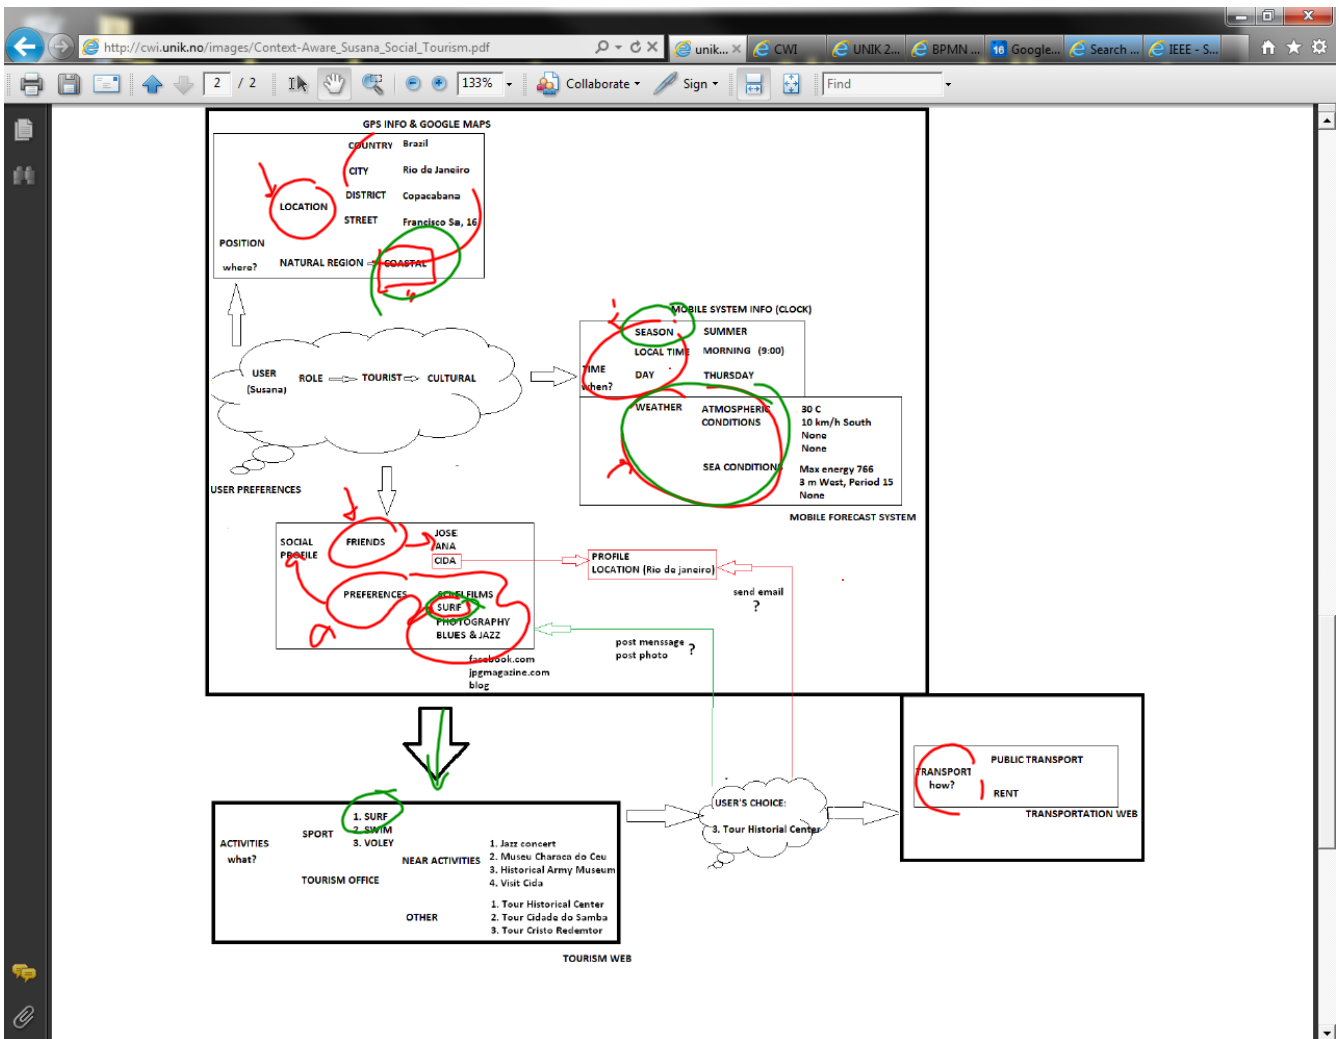 http://cwi.unik.no/images/Context-Aware_Susana_Social_Tourism.pdf
unik...
CWI
UNIK 2...
BPMN ...
16 Google...
Search ...
IEEE - S...
2 / 2
133%
Collaborate
Sign
Find
GPS INFO & GOOGLE MAPS
COUNTRY Brazil
CITY Rio de Janeiro
DISTRICT Copacabana
LOCATION
STREET Francisco Sa, 16
POSITION
where?
NATURAL REGION COASTAL
MOBILE SYSTEM INFO (CLOCK)
SEASON SUMMER
LOCAL TIME MORNING (9:00)
TIME
when?
DAY THURSDAY
USER
(Susana)
ROLE TOURIST CULTURAL
WEATHER ATMOSPHERIC
CONDITIONS
30 C
10 km/h South
None
None
SEA CONDITIONS
Max energy 766
3 m West, Period 15
None
MOBILE FORECAST SYSTEM
USER PREFERENCES
SOCIAL
PROFILE
FRIENDS
JOSE
ANA
CIDA
PROFILE
LOCATION (Rio de janeiro)
send email
?
PREFERENCES
SURF
PHOTOGRAPHY
BLUES & JAZZ
post menssage
post photo
?
facebook.com
jpgmagazine.com
blog
TRANSPORT
how?
PUBLIC TRANSPORT
RENT
TRANSPORTATION WEB
USER'S CHOICE:
3. Tour Historial Center
ACTIVITIES
what?
SPORT
1. SURF
2. SWIM
3. VOLEY
TOURISM OFFICE
NEAR ACTIVITIES
1. Jazz concert
2. Museu Characa do Ceu
3. Historical Army Museum
4. Visit Cida
OTHER
1. Tour Historical Center
2. Tour Cidade do Samba
3. Tour Cristo Redemtor
TOURISM WEB